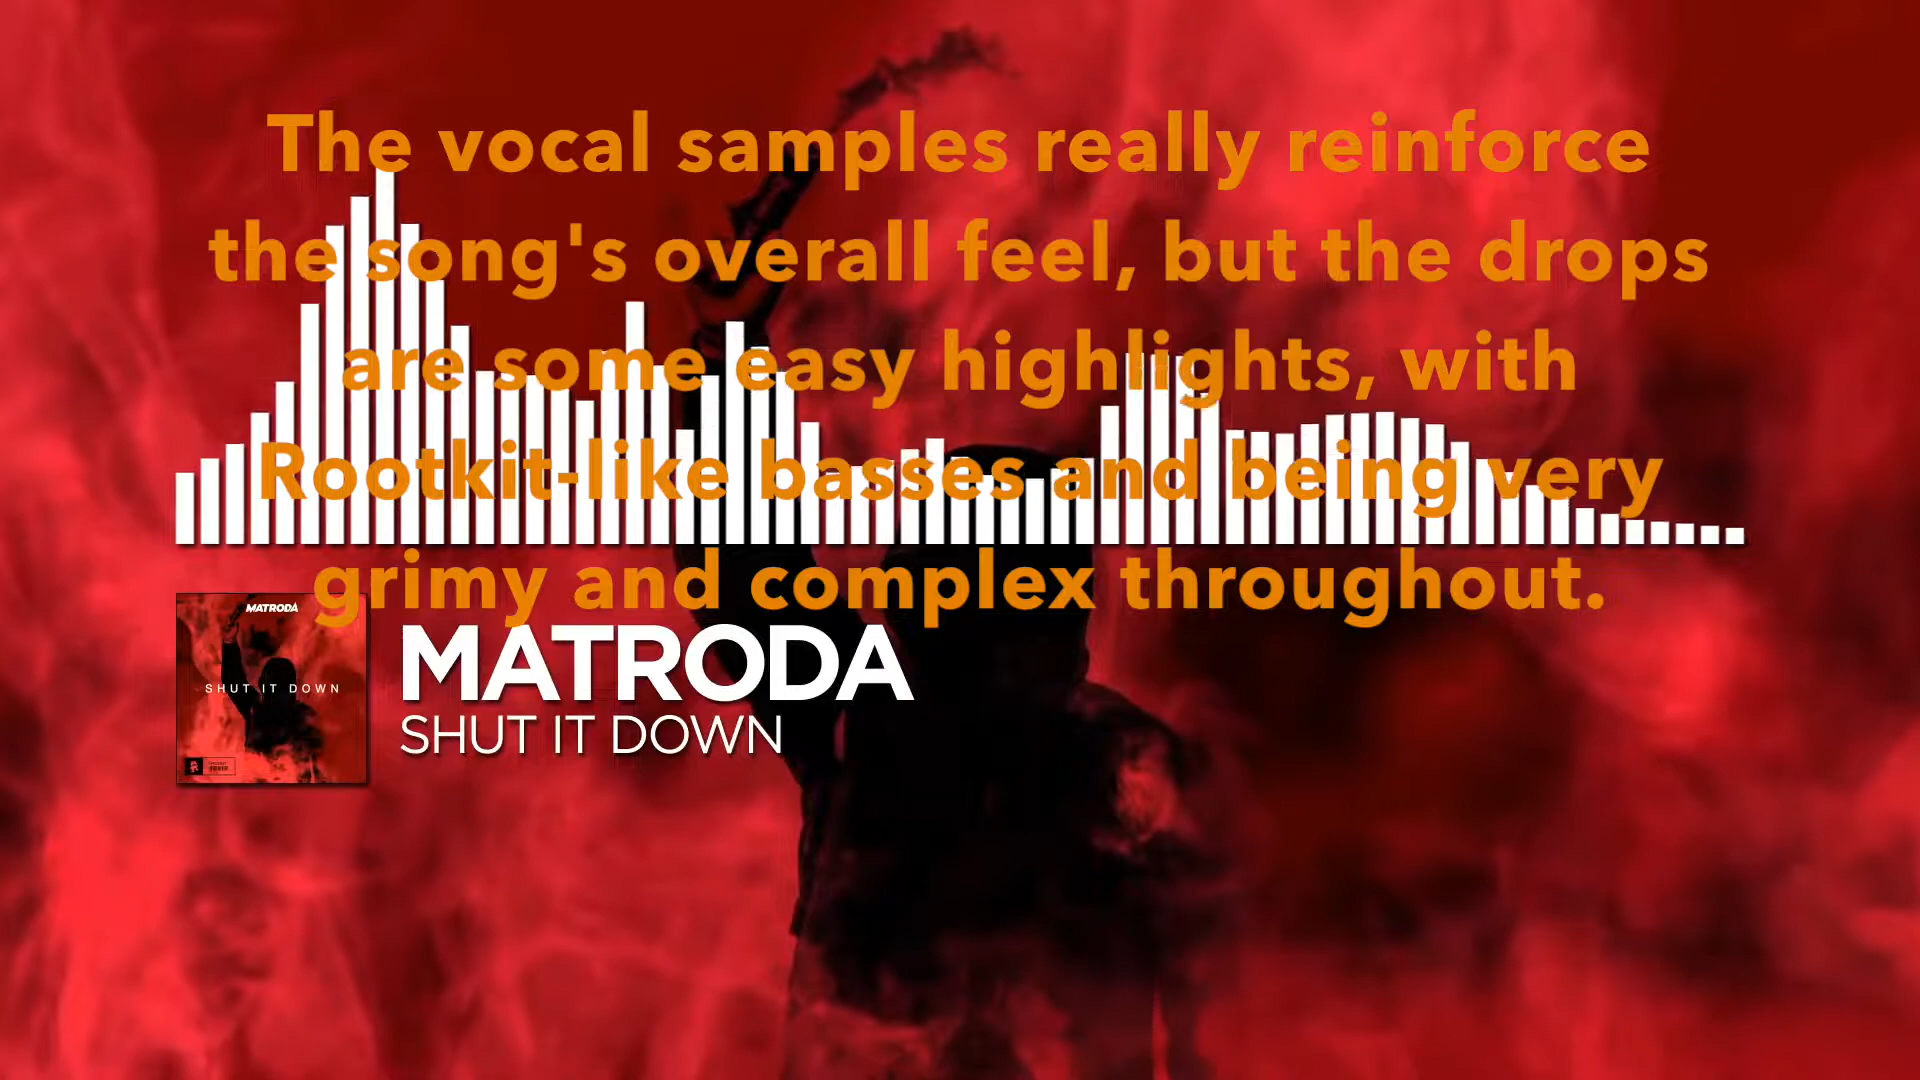 The vocal samples really reinforce
the song's overall feel, but the drops
are some easy highlights, with
Rootkit-like basses and being very
grimy and complex throughout.
MATRODA
SHUT IT DOWN
MATRODA
SHUT IT DOWN